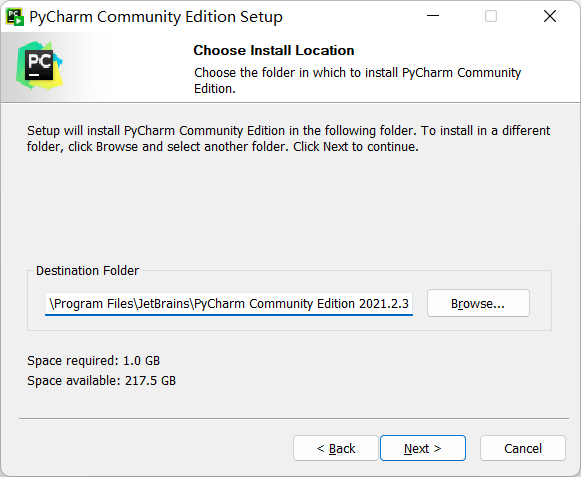 PyCharm Community Edition Setup
PC
Choose Install Location
Choose the folder in which to install PyCharm Community
Edition.
Setup will install PyCharm Community Edition in the following folder. To install in a different
folder, click Browse and select another folder. Click Next to continue.
Destination Folder
\Program Files\JetBrains\PyCharm Community Edition 2021.2.3
Browse...
Space required: 1.0 GB
Space available: 217.5 GB
< Back
Next >
Cancel